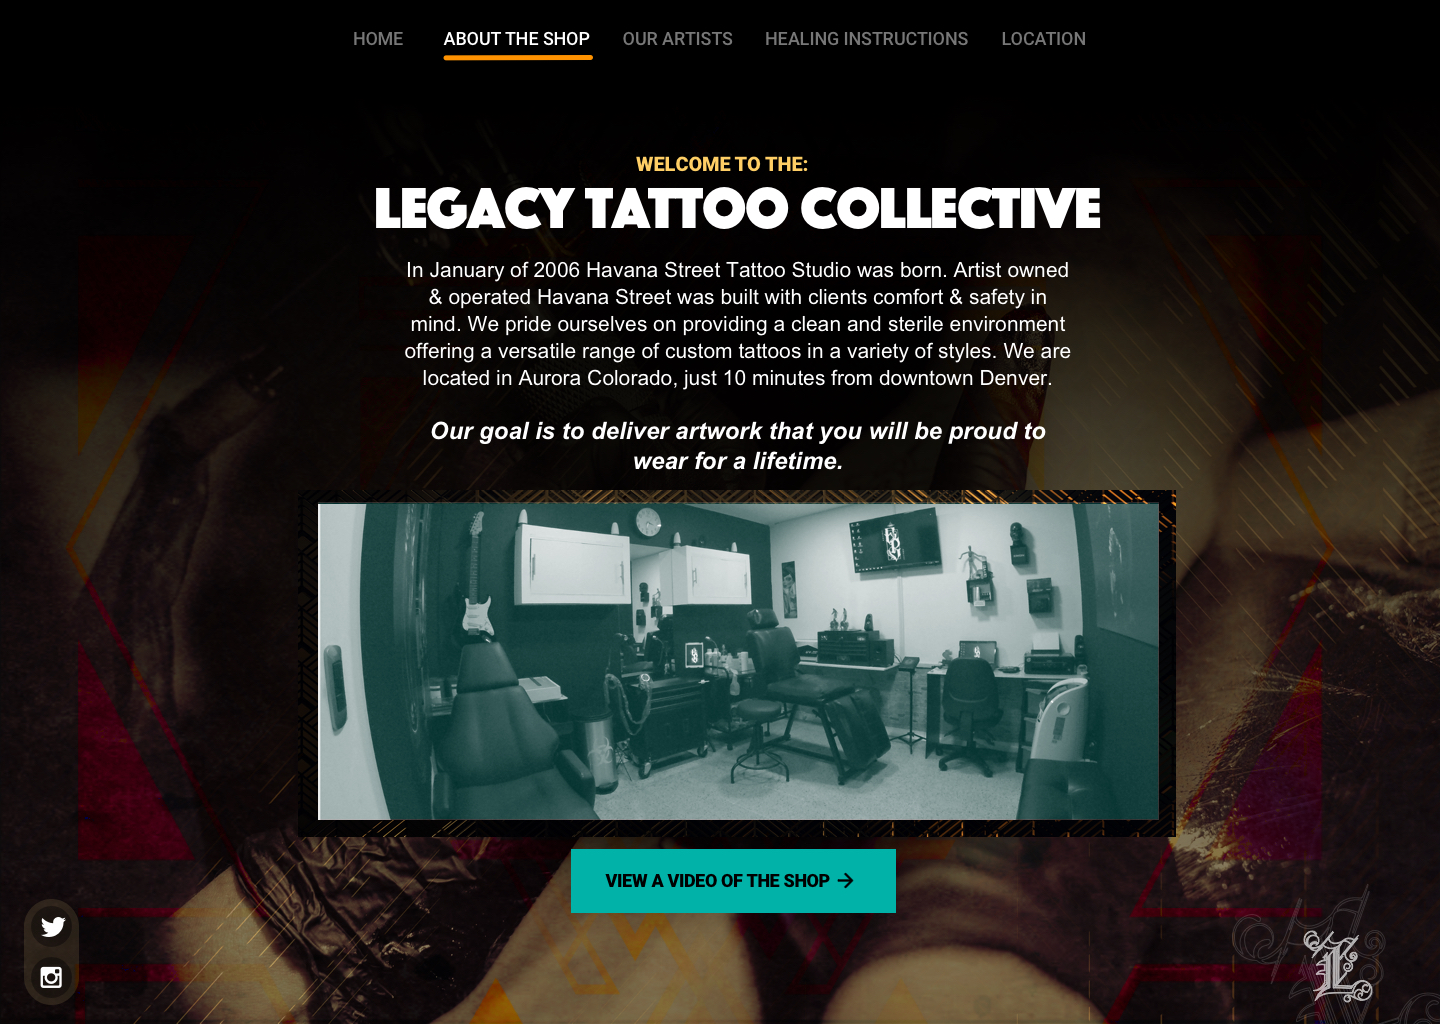 HOME ABOUT THE SHOP OUR ARTISTS HEALING INSTRUCTIONS LOCATION
WELCOME TO THE:
LEGACY TATTOO COLLECTIVE
In January of 2006 Havana Street Tattoo Studio was born. Artist owned
& operated Havana Street was built with clients comfort & safety in
mind. We pride ourselves on providing a clean and sterile environment
offering a versatile range of custom tattoos in a variety of styles. We are
located in Aurora Colorado, just 10 minutes from downtown Denver.
Our goal is to deliver artwork that you will be proud to
wear for a lifetime.
VIEW A VIDEO OF THE SHOP →
L